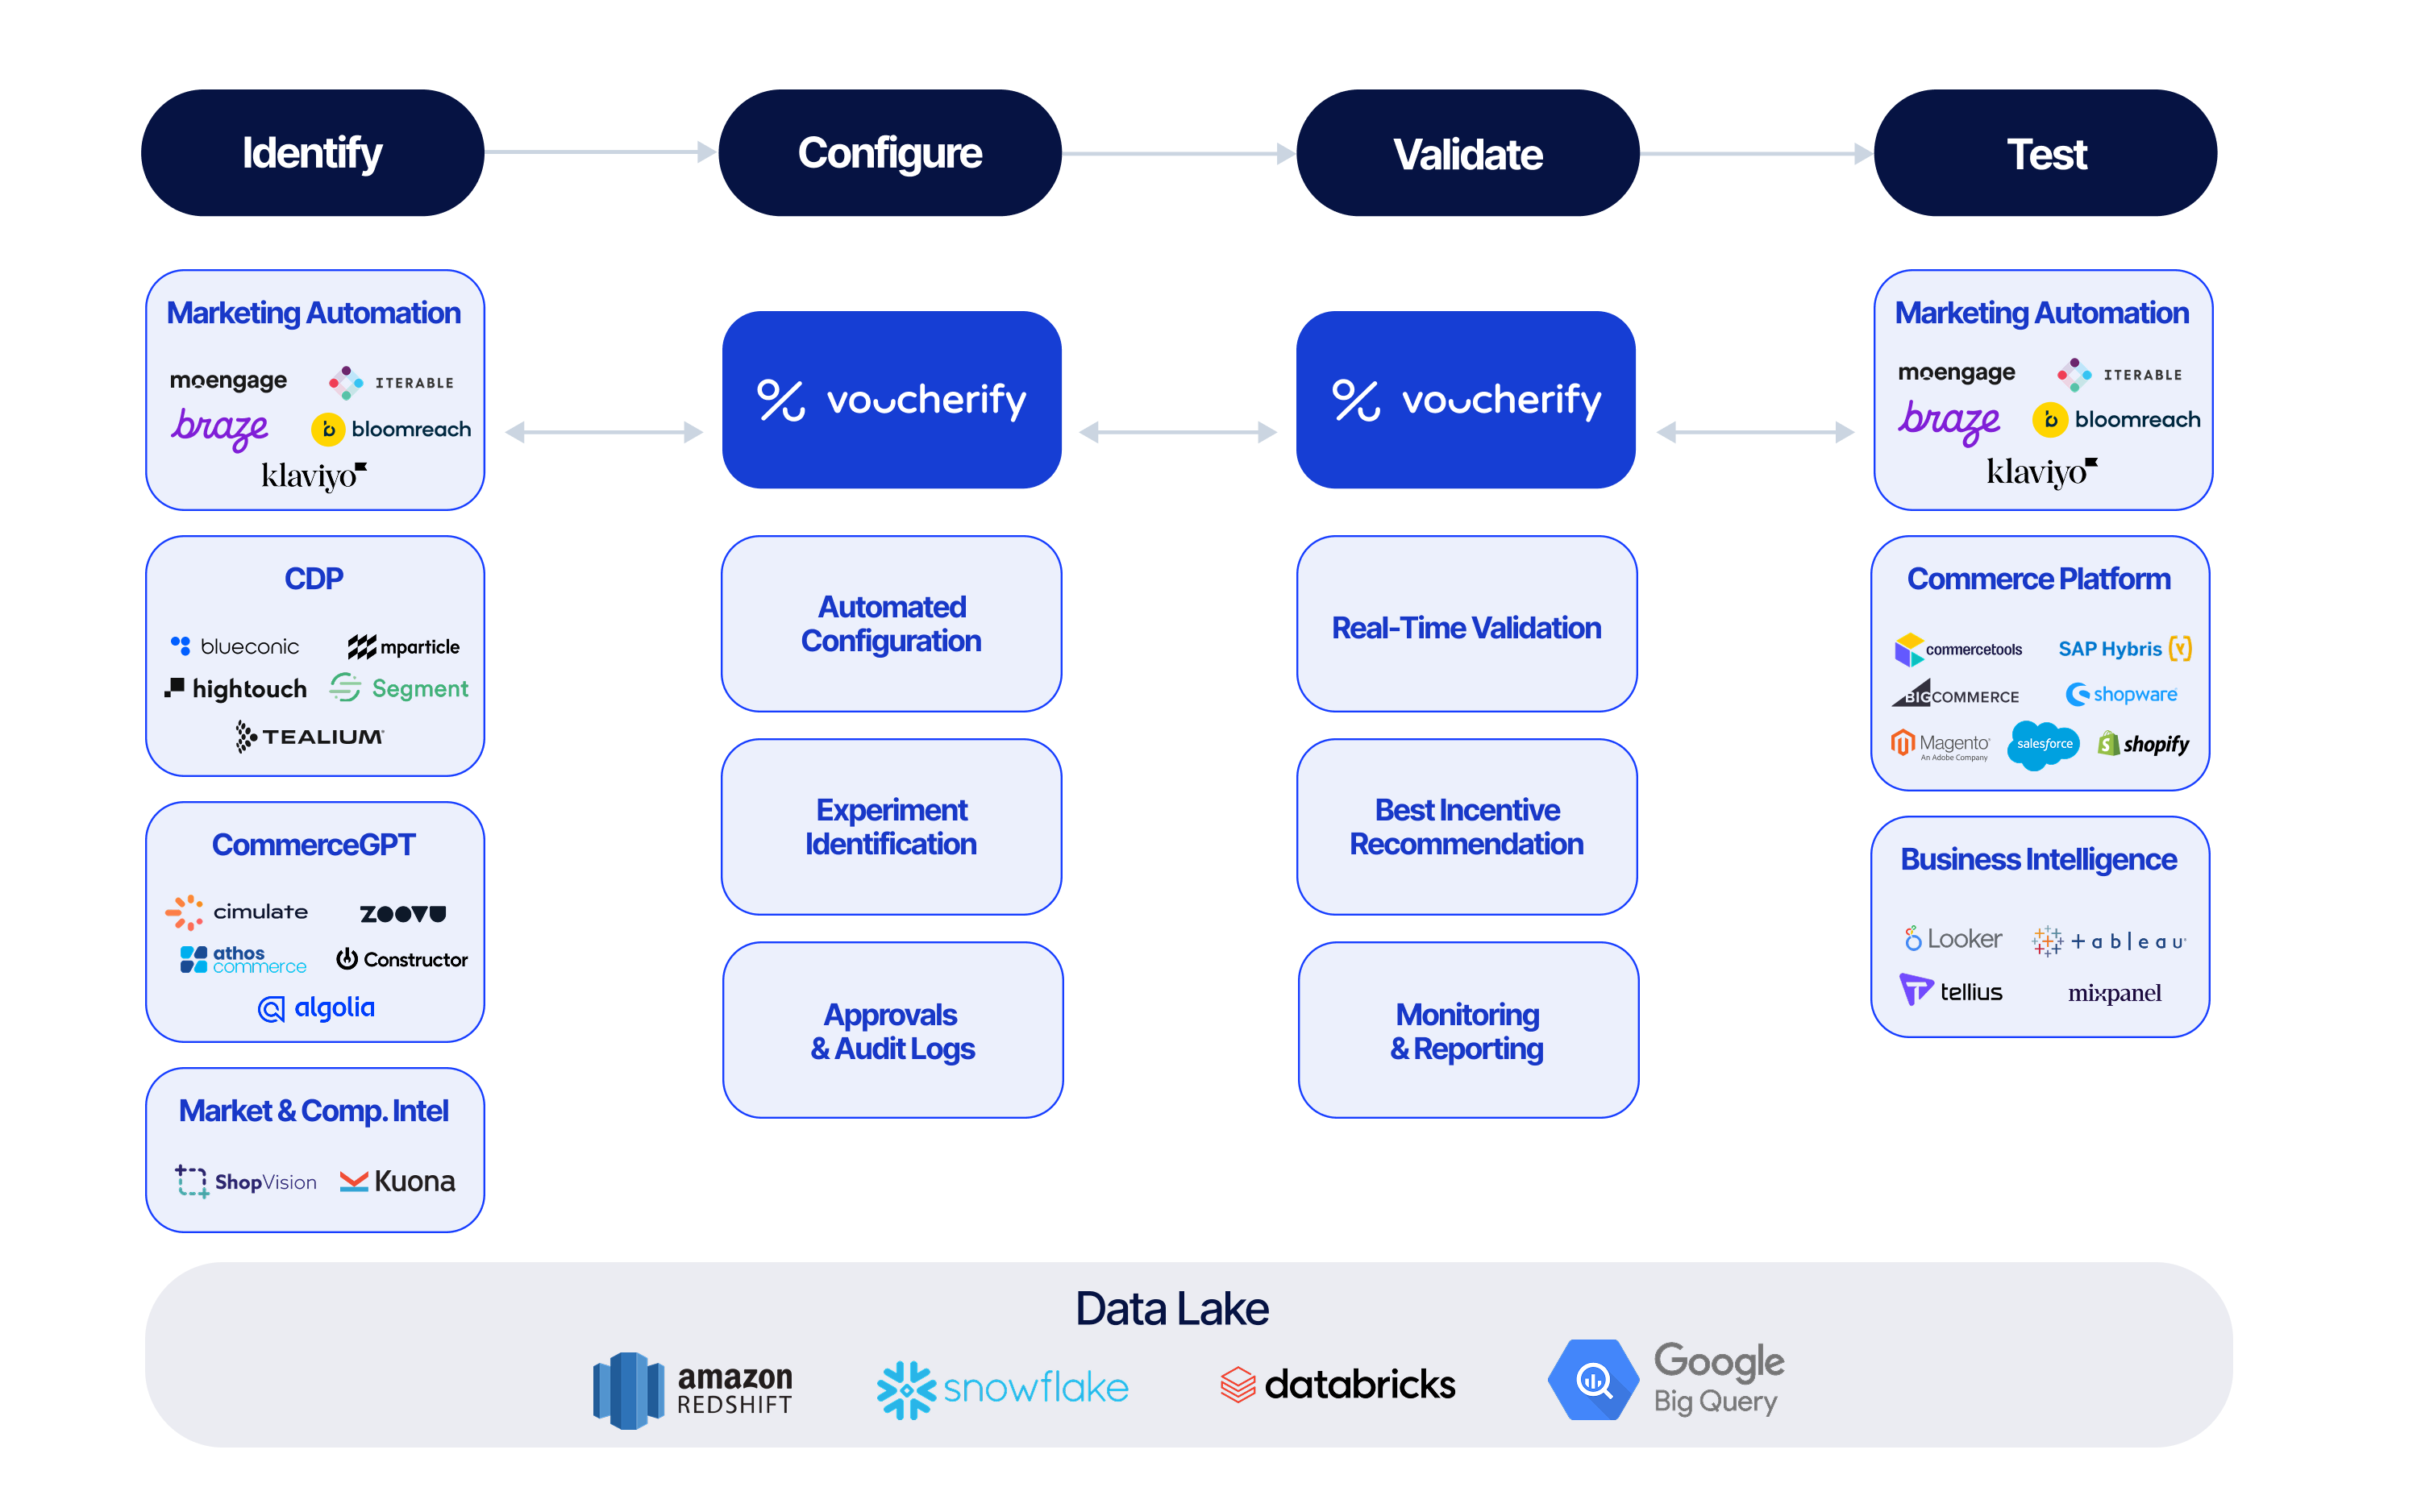 Identify
Configure
Validate
Test
Marketing Automation
moengage
ITERABLE
braze
bloomreach
klaviyo
CDP
blueconic
mparticle
hightouch
Segment
TEALIUM
CommerceGPT
cimulate
zoovu
athos
commerce
Constructor
algolia
Market & Comp. Intel
ShopVision
Kuona
voucherify
Automated
Configuration
Experiment
Identification
Approvals
& Audit Logs
voucherify
Real-Time Validation
Best Incentive
Recommendation
Monitoring
& Reporting
Marketing Automation
moengage
ITERABLE
braze
bloomreach
klaviyo
Commerce Platform
commercetools
SAP Hybris (Y)
BIGCOMMERCE
shopware
Magento®
An Adobe Company
salesforce
shopify
Business Intelligence
Looker
+ableau®
tellius
mixpanel
Data Lake
amazon
REDSHIFT
snowflake
databricks
Google
Big Query